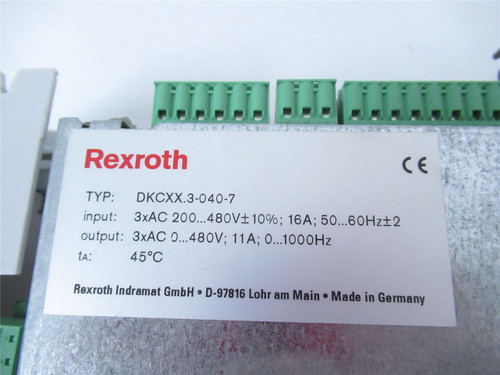 Rexroth
CE
TYP: DKCXX.3-040-7
input: 3xAC 200...480V±10%; 16A; 50...60Hz±2
output: 3xAC 0...480V; 11A; 0...1000Hz
tA: 45°C
Rexroth Indramat GmbH • D-97816 Lohr am Main • Made in Germany